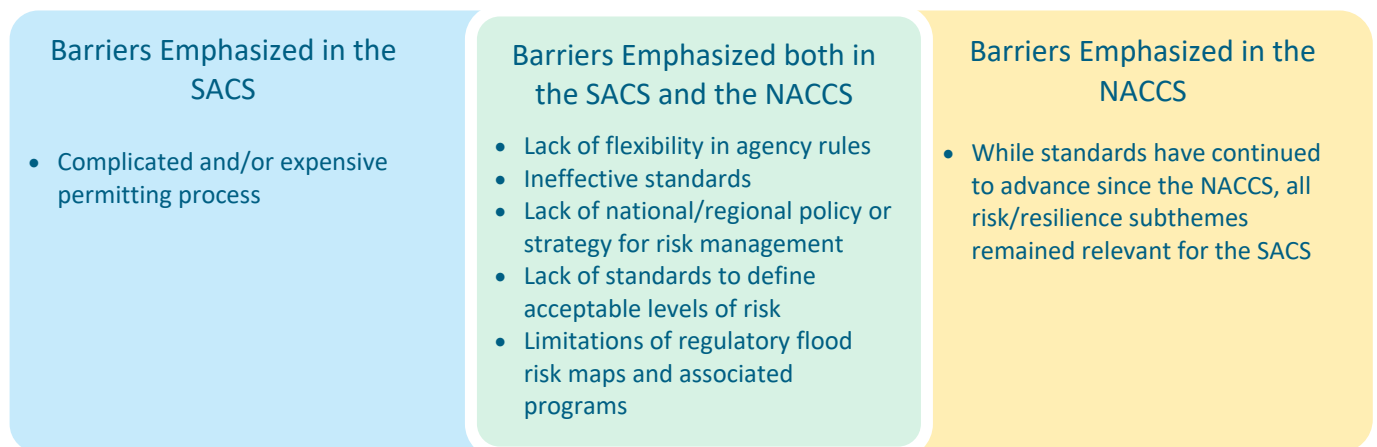 Barriers Emphasized in the
SACS
• Complicated and/or expensive
permitting process
Barriers Emphasized both in
the SACS and the NACCS
• Lack of flexibility in agency rules
• Ineffective standards
• Lack of national/regional policy or
strategy for risk management
• Lack of standards to define
acceptable levels of risk
• Limitations of regulatory flood
risk maps and associated
programs
Barriers Emphasized in the
NACCS
• While standards have continued
to advance since the NACCS, all
risk/resilience subthemes
remained relevant for the SACS